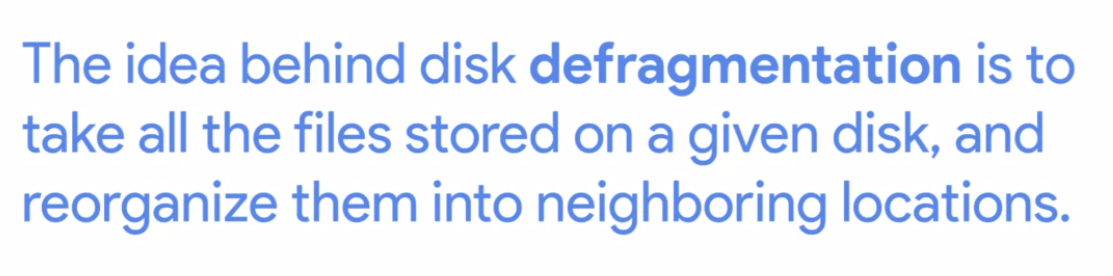 The idea behind disk defragmentation is to
take all the files stored on a given disk, and
reorganize them into neighboring locations.